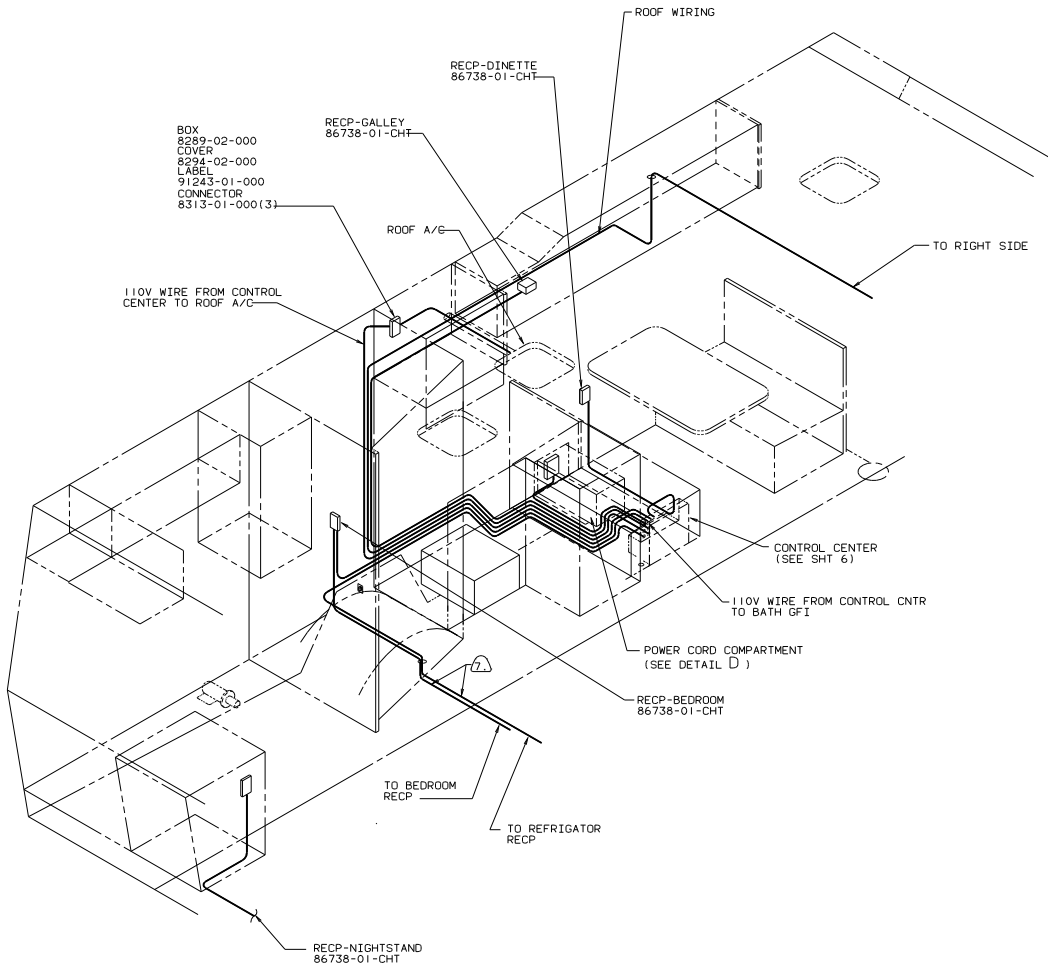 ROOF WIRING
RECP-DINETTE
86738-01-CHT
RECP-GALLEY
86738-01-CHT
BOX
8289-02-000
COVER
8294-02-000
LABEL
91243-01-000
CONNECTOR
8313-01-000(3)
ROOF A/C
TO RIGHT SIDE
110V WIRE FROM CONTROL
CENTER TO ROOF A/C
CONTROL CENTER
(SEE SHT 6)
110V WIRE FROM CONTROL CNTR
TO BATH GFI
POWER CORD COMPARTMENT
(SEE DETAIL D )
7.
RECP-BEDROOM
86738-01-CHT
TO BEDROOM
RECP
TO REFRIGATOR
RECP
RECP-NIGHTSTAND
86738-01-CHT